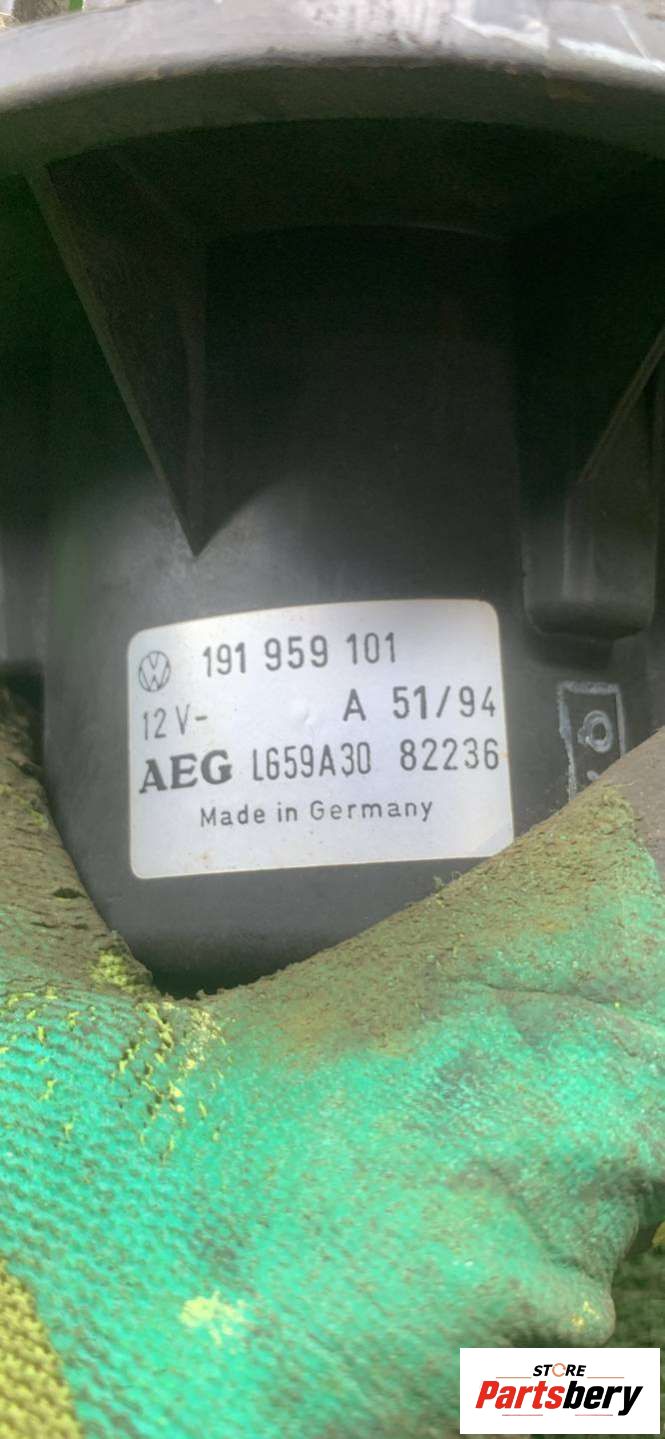 191 959 101
12 V- A 51/94
AEG L659A30 82236
Made in Germany
STORE
Partsbery